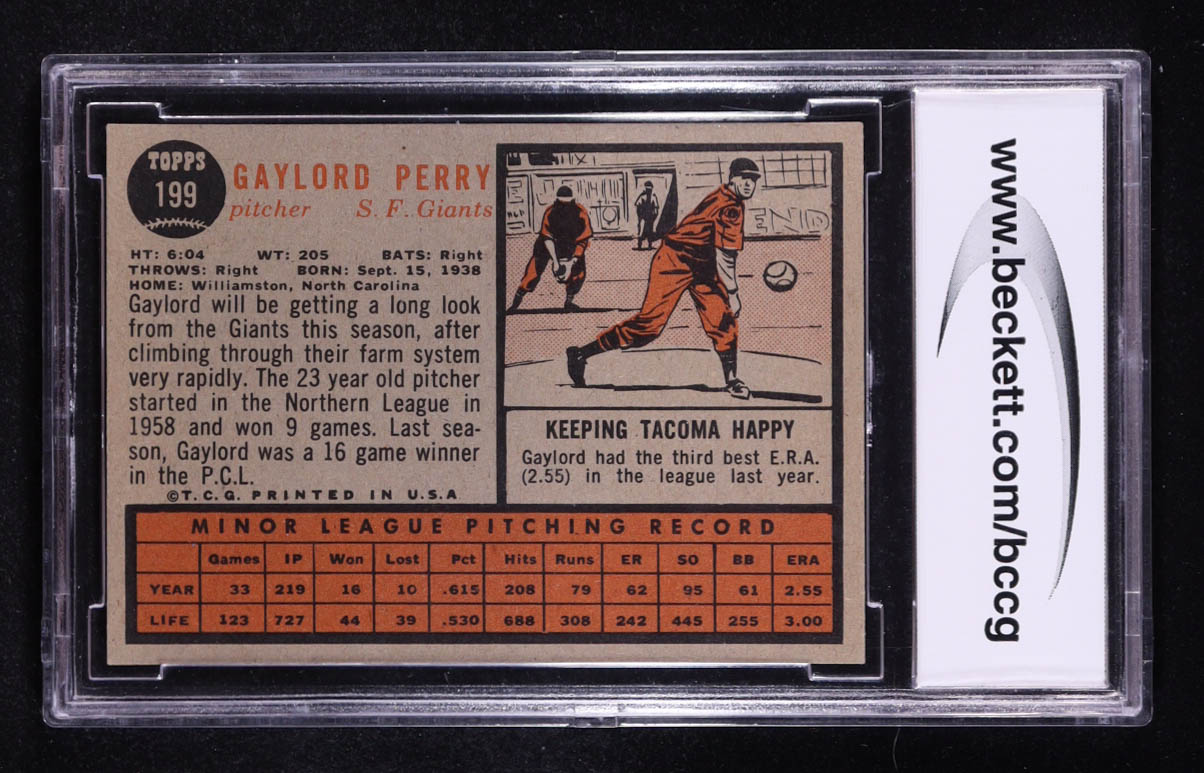 TOPPS
199
GAYLORD PERRY
pitcher S. F. Giants
HT: 6:04 WT: 205 BATS: Right
THROWS: Right BORN: Sept. 15, 1938
HOME: Williamston, North Carolina
Gaylord will be getting a long look
from the Giants this season, after
climbing through their farm system
very rapidly. The 23 year old pitcher
started in the Northern League in
1958 and won 9 games. Last sea-
son, Gaylord was a 16 game winner
in the P.C.L.
©T.C.G. PRINTED IN U.S.A
END
KEEPING TACOMA HAPPY
Gaylord had the third best E.R.A.
(2.55) in the league last year.
MINOR LEAGUE PITCHING RECORD
Games IP Won Lost Pct Hits Runs ER SO BB ERA
YEAR 33 219 16 10 .615 208 79 62 95 61 2.55
LIFE 123 727 44 39 .530 688 308 242 445 255 3.00
www.beckett.com/bccg